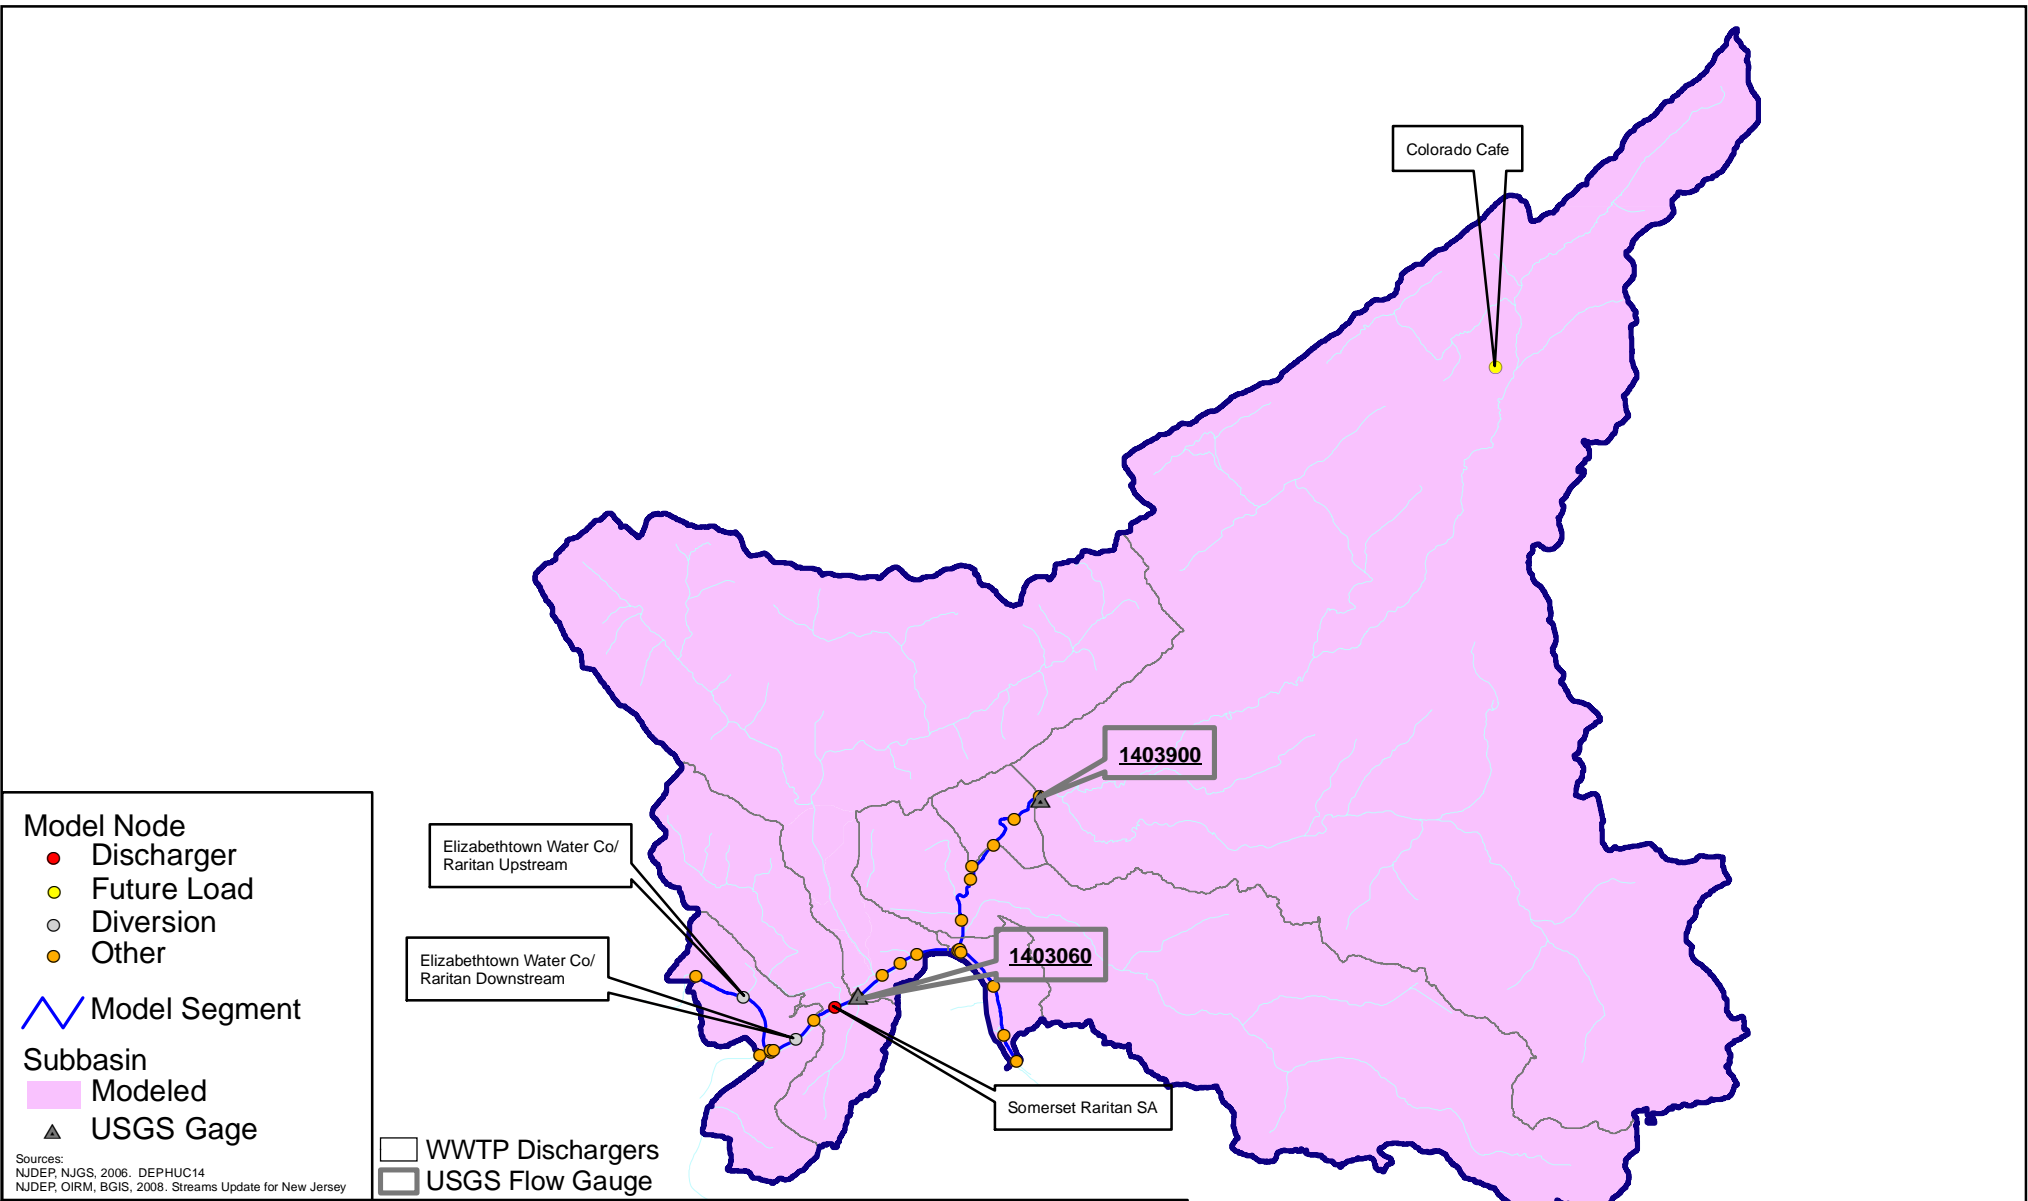 Colorado Cafe
1403900
Elizabethtown Water Co/
Raritan Upstream
1403060
Elizabethtown Water Co/
Raritan Downstream
Somerset Raritan SA
Model Node
Discharger
Future Load
Diversion
Other
Model Segment
Subbasin
Modeled
USGS Gage
Sources:
NJDEP, NJGS, 2006. DEPHUC14
NJDEP, OIRM, BGIS, 2008. Streams Update for New Jersey
WWTP Dischargers
USGS Flow Gauge